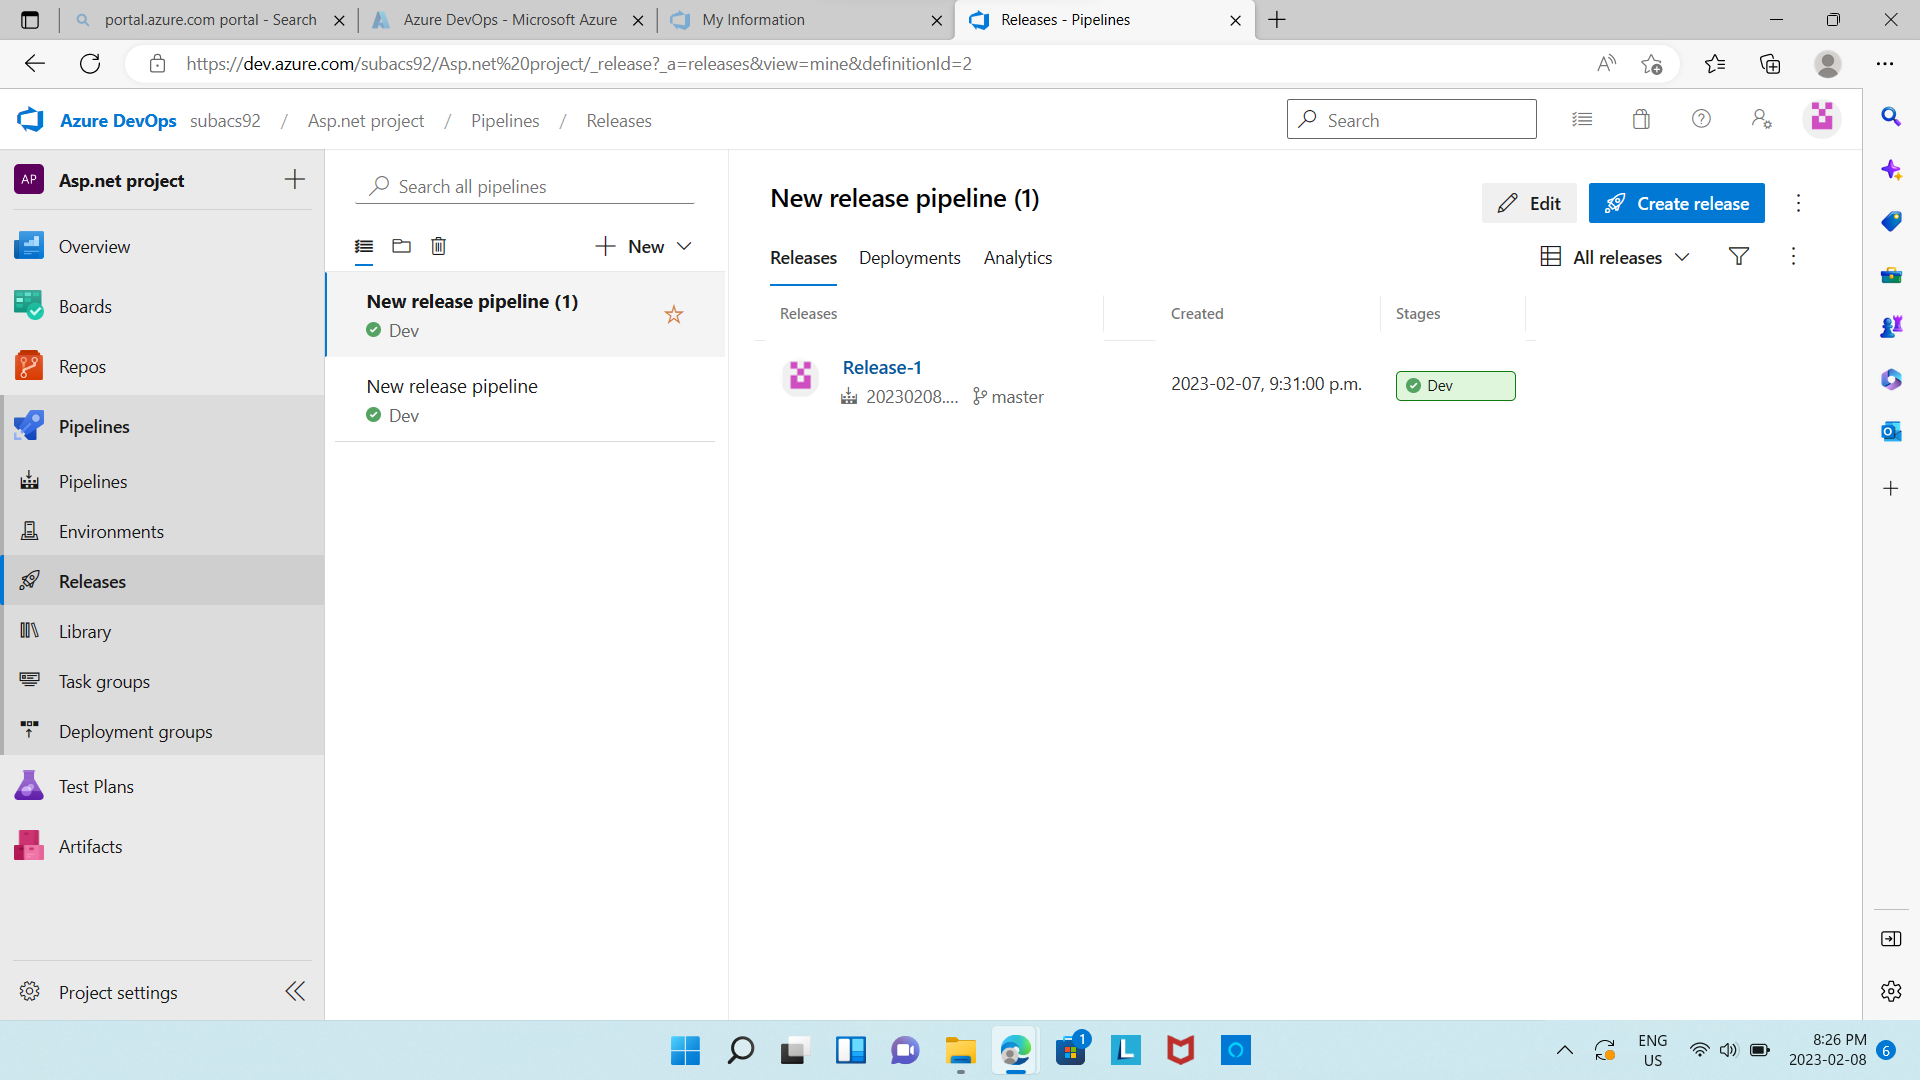 portal.azure.com portal - Search
Azure DevOps - Microsoft Azure
My Information
Releases - Pipelines
https://dev.azure.com/subacs92/Asp.net%20project/_release?_a=releases&view=mine&definitionId=2
Azure DevOps subacs92 / Asp.net project / Pipelines / Releases
Search
AP Asp.net project
Overview
Boards
Repos
Pipelines
Pipelines
Environments
Releases
Library
Task groups
Deployment groups
Test Plans
Artifacts
Project settings
Search all pipelines
New
New release pipeline (1)
Dev
New release pipeline
Dev
New release pipeline (1)
Edit
Create release
Releases Deployments Analytics
All releases
Releases Created Stages
Release-1
20230208.... master
2023-02-07, 9:31:00 p.m.
Dev
1
L
ENG
US
8:26 PM
2023-02-08
6